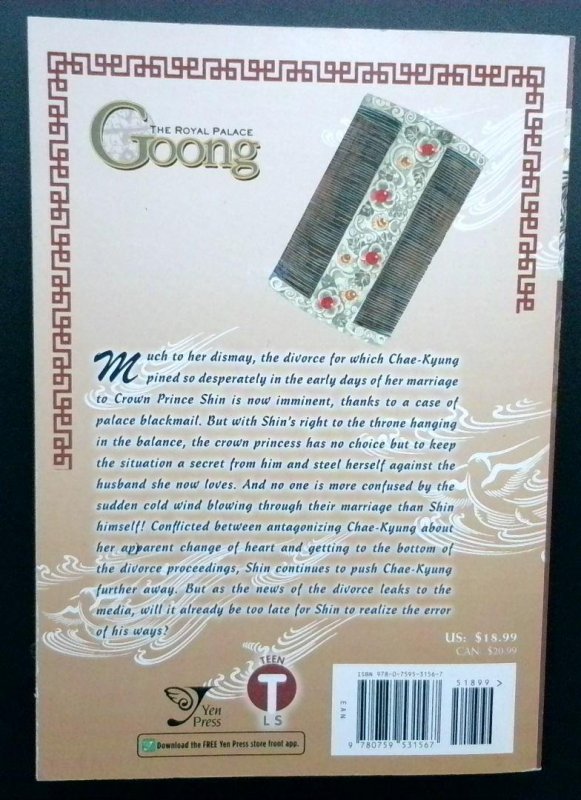 THE ROYAL PALACE
Goong
Much to her dismay, the divorce for which Chae-Kyung
pined so desperately in the early days of her marriage
to Crown Prince Shin is now imminent, thanks to a case of
palace blackmail. But with Shin's right to the throne hanging
in the balance, the crown princess has no choice but to keep
the situation a secret from him and steel herself against the
husband she now loves. And no one is more confused by the
sudden cold wind blowing through their marriage than Shin
himself! Conflicted between antagonizing Chae-Kyung about
her apparent change of heart and getting to the bottom of
the divorce proceedings, Shin continues to push Chae-Kyung
further away. But as the news of the divorce leaks to the
media, will it already be too late for Shin to realize the error
of his ways?
US: $18.99
CAN: $20.99
Yen
Press
TEEN
T
L S
Download the FREE Yen Press store front app.
ISBN 978-0-7595-3156-7
51899 >
EAN
9 780759 531567